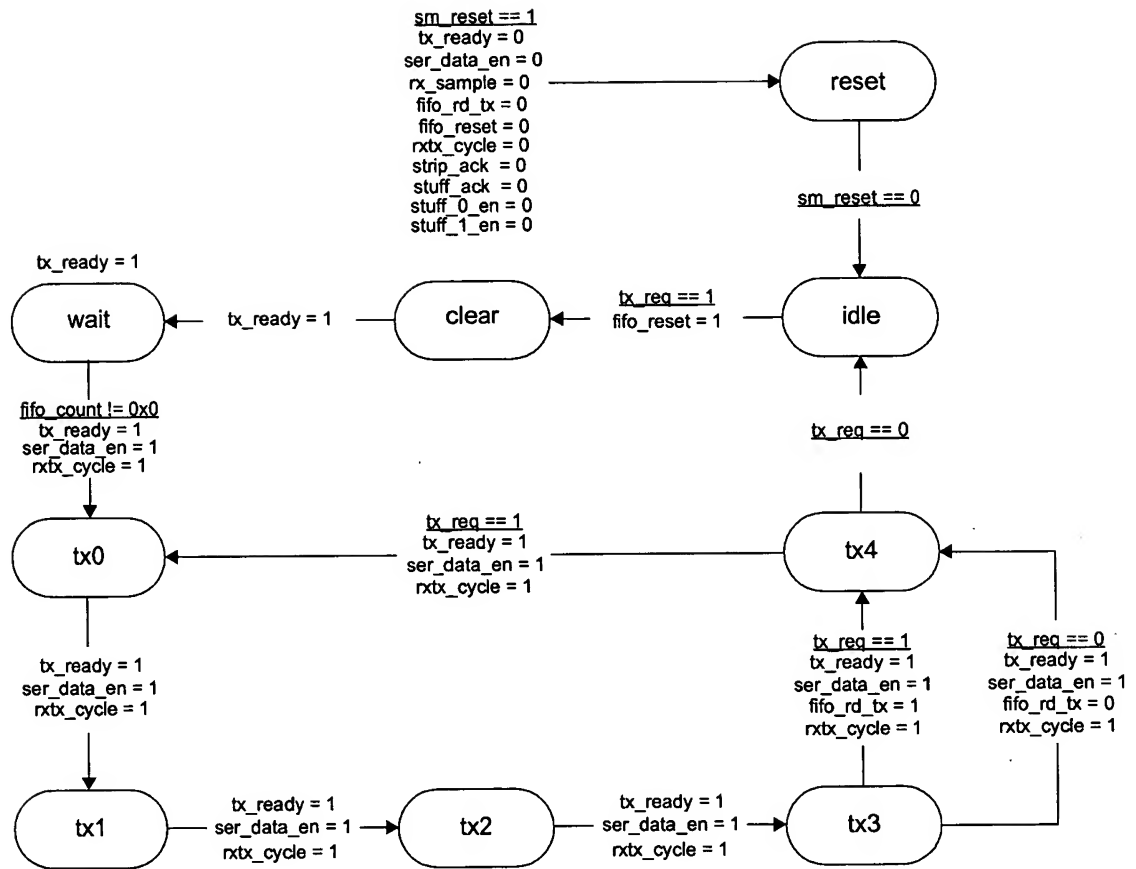 sm_reset == 1
tx_ready = 0
ser_data_en = 0
rx_sample = 0
fifo_rd_tx = 0
fifo_reset = 0
rxtx_cycle = 0
strip_ack = 0
stuff_ack = 0
stuff_0_en = 0
stuff_1_en = 0
reset
sm_reset == 0
tx_ready = 1
wait
tx_ready = 1
clear
tx_req == 1
fifo_reset = 1
idle
fifo_count != 0x0
tx_ready = 1
ser_data_en = 1
rxtx_cycle = 1
tx_req == 0
tx0
tx_req == 1
tx_ready = 1
ser_data_en = 1
rxtx_cycle = 1
tx4
tx_ready = 1
ser_data_en = 1
rxtx_cycle = 1
tx_req == 1
tx_ready = 1
ser_data_en = 1
fifo_rd_tx = 1
rxtx_cycle = 1
tx_req == 0
tx_ready = 1
ser_data_en = 1
fifo_rd_tx = 0
rxtx_cycle = 1
tx1
tx_ready = 1
ser_data_en = 1
rxtx_cycle = 1
tx2
tx_ready = 1
ser_data_en = 1
rxtx_cycle = 1
tx3